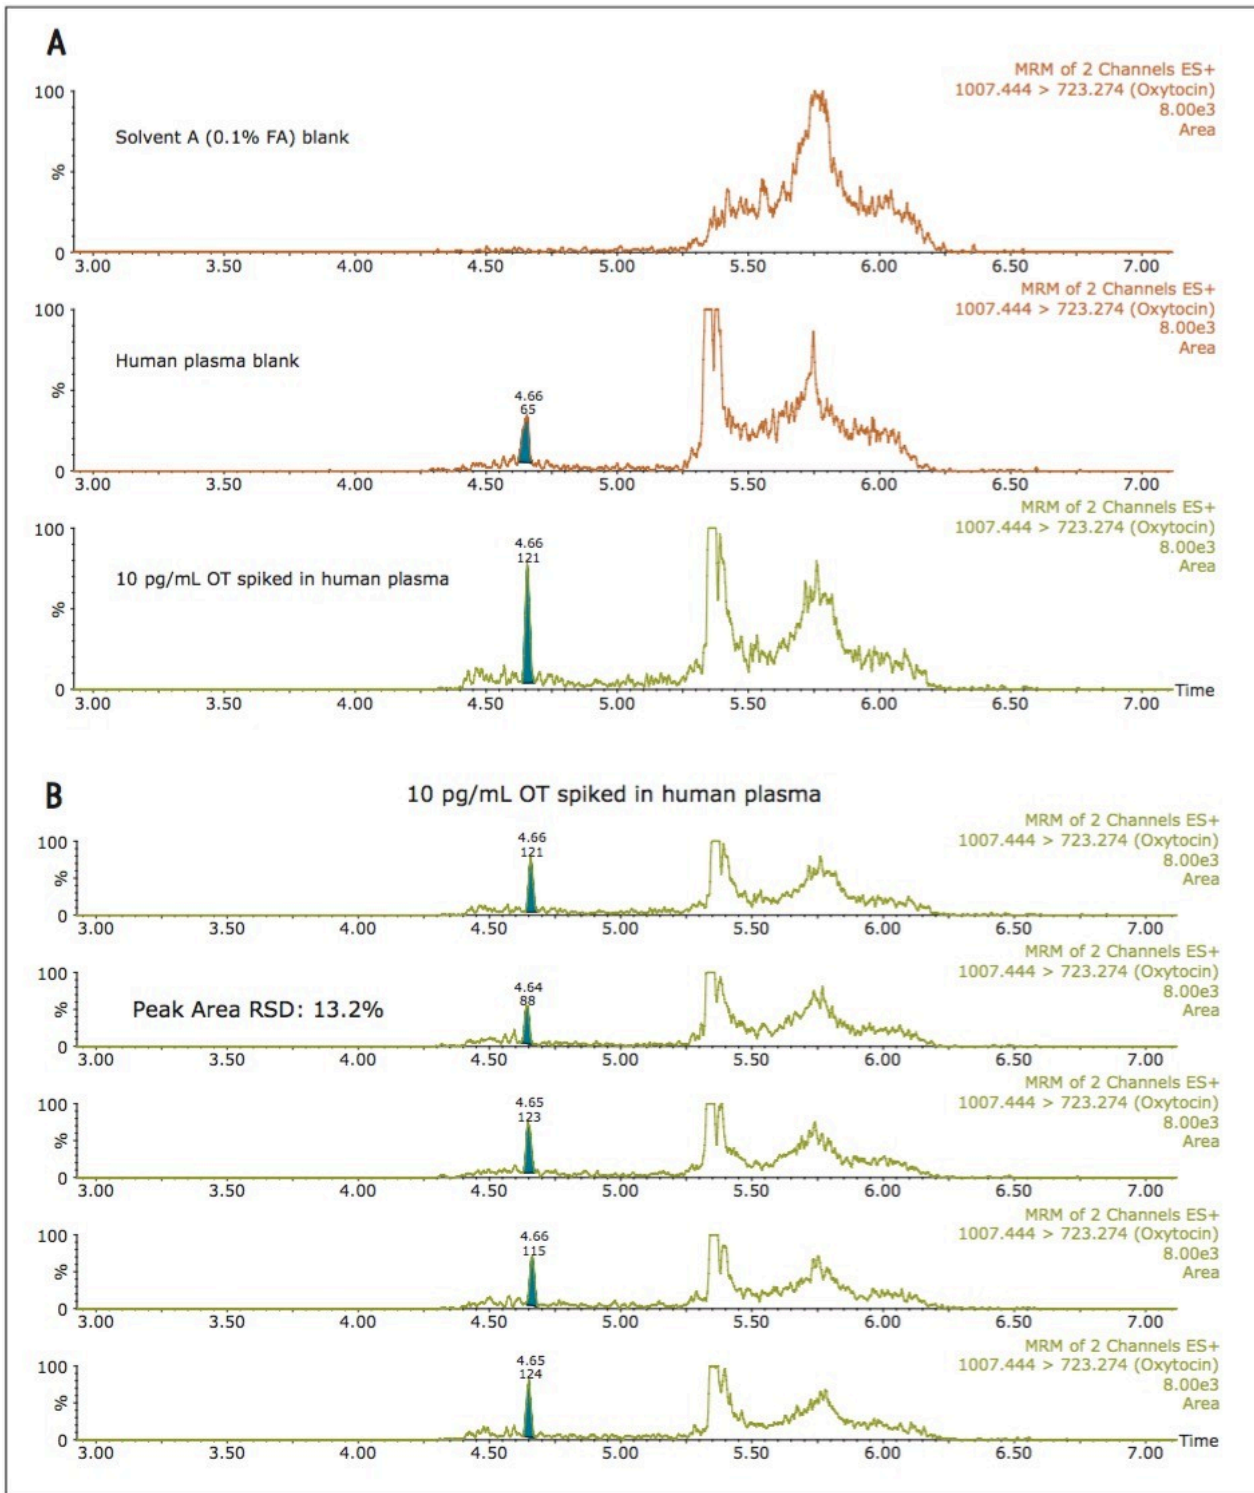 A
MRM of 2 Channels ES+
1007.444 > 723.274 (Oxytocin)
8.00e3
Area
100
%
0
Solvent A (0.1% FA) blank
3.00 3.50 4.00 4.50 5.00 5.50 6.00 6.50 7.00
MRM of 2 Channels ES+
1007.444 > 723.274 (Oxytocin)
8.00e3
Area
100
%
0
Human plasma blank
4.66
65
3.00 3.50 4.00 4.50 5.00 5.50 6.00 6.50 7.00
MRM of 2 Channels ES+
1007.444 > 723.274 (Oxytocin)
8.00e3
Area
100
%
0
4.66
121
10 pg/mL OT spiked in human plasma
Time
3.00 3.50 4.00 4.50 5.00 5.50 6.00 6.50 7.00
B
10 pg/mL OT spiked in human plasma
MRM of 2 Channels ES+
1007.444 > 723.274 (Oxytocin)
8.00e3
Area
100
%
0
4.66
121
3.00 3.50 4.00 4.50 5.00 5.50 6.00 6.50 7.00
MRM of 2 Channels ES+
1007.444 > 723.274 (Oxytocin)
8.00e3
Area
100
%
0
Peak Area RSD: 13.2%
4.64
88
3.00 3.50 4.00 4.50 5.00 5.50 6.00 6.50 7.00
MRM of 2 Channels ES+
1007.444 > 723.274 (Oxytocin)
8.00e3
Area
100
%
0
4.65
123
3.00 3.50 4.00 4.50 5.00 5.50 6.00 6.50 7.00
MRM of 2 Channels ES+
1007.444 > 723.274 (Oxytocin)
8.00e3
Area
100
%
0
4.66
115
3.00 3.50 4.00 4.50 5.00 5.50 6.00 6.50 7.00
MRM of 2 Channels ES+
1007.444 > 723.274 (Oxytocin)
8.00e3
Area
100
%
0
4.65
124
Time
3.00 3.50 4.00 4.50 5.00 5.50 6.00 6.50 7.00